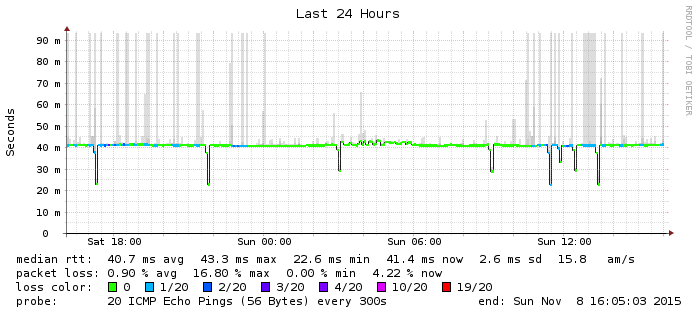 Last 24 Hours
RRDTOOL / TOBI OETIKER
Seconds
90 m
80 m
70 m
60 m
50 m
40 m
30 m
20 m
10 m
0
Sat 18:00 Sun 00:00 Sun 06:00 Sun 12:00
median rtt: 40.7 ms avg 43.3 ms max 22.6 ms min 41.4 ms now 2.6 ms sd 15.8 am/s
packet loss: 0.90 % avg 16.80 % max 0.00 % min 4.22 % now
loss color: 0 1/20 2/20 3/20 4/20 10/20 19/20
probe: 20 ICMP Echo Pings (56 Bytes) every 300s end: Sun Nov 8 16:05:03 2015